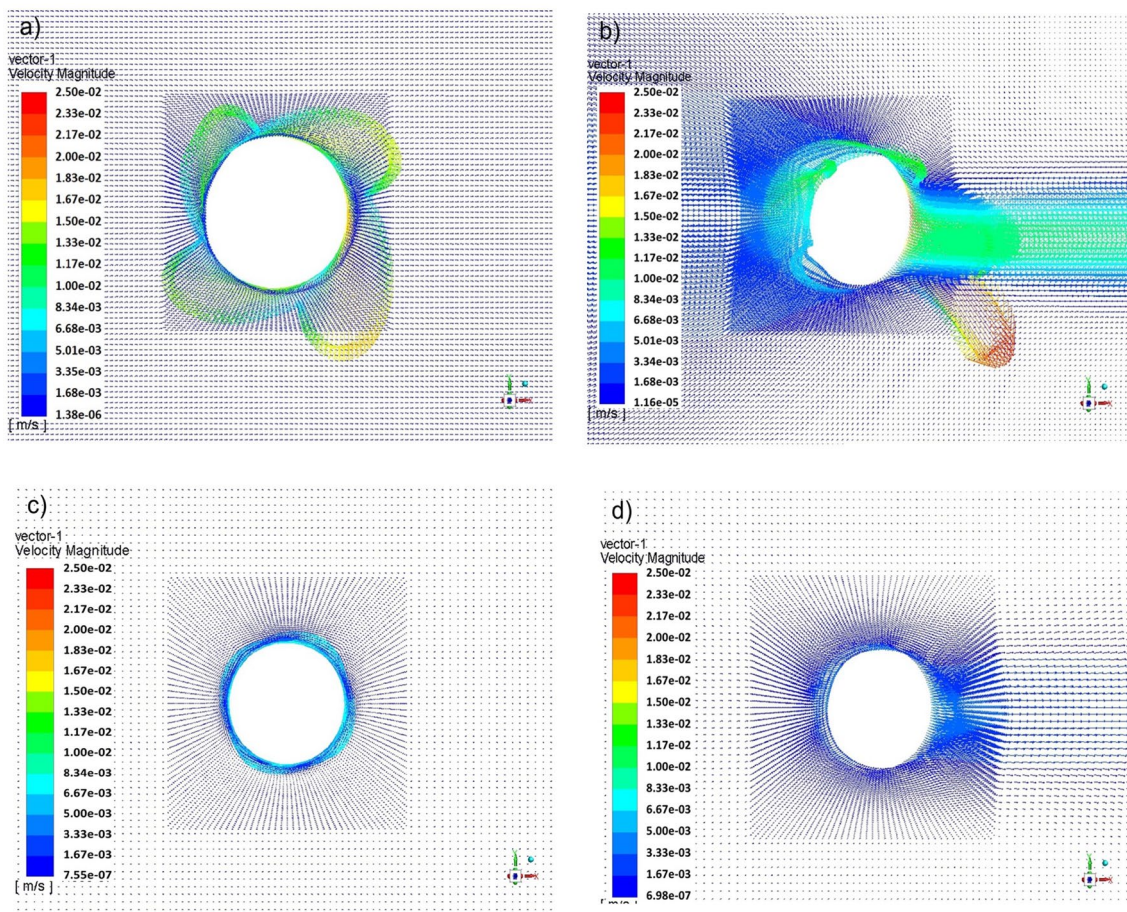 a)
vector-1
Velocity Magnitude
2.50e-02
2.33e-02
2.17e-02
2.00e-02
1.83e-02
1.67e-02
1.50e-02
1.33e-02
1.17e-02
1.00e-02
8.34e-03
6.68e-03
5.01e-03
3.35e-03
1.68e-03
1.38e-06
[ m/s ]
b)
vector-1
Velocity Magnitude
2.50e-02
2.33e-02
2.17e-02
2.00e-02
1.83e-02
1.67e-02
1.50e-02
1.33e-02
1.17e-02
1.00e-02
8.34e-03
6.68e-03
5.01e-03
3.34e-03
1.68e-03
1.16e-05
[ m/s ]
c)
vector-1
Velocity Magnitude
2.50e-02
2.33e-02
2.17e-02
2.00e-02
1.83e-02
1.67e-02
1.50e-02
1.33e-02
1.17e-02
1.00e-02
8.34e-03
6.67e-03
5.00e-03
3.33e-03
1.67e-03
7.55e-07
[ m/s ]
d)
vector-1
Velocity Magnitude
2.50e-02
2.33e-02
2.17e-02
2.00e-02
1.83e-02
1.67e-02
1.50e-02
1.33e-02
1.17e-02
1.00e-02
8.33e-03
6.67e-03
5.00e-03
3.33e-03
1.67e-03
6.98e-07
[ m/s ]